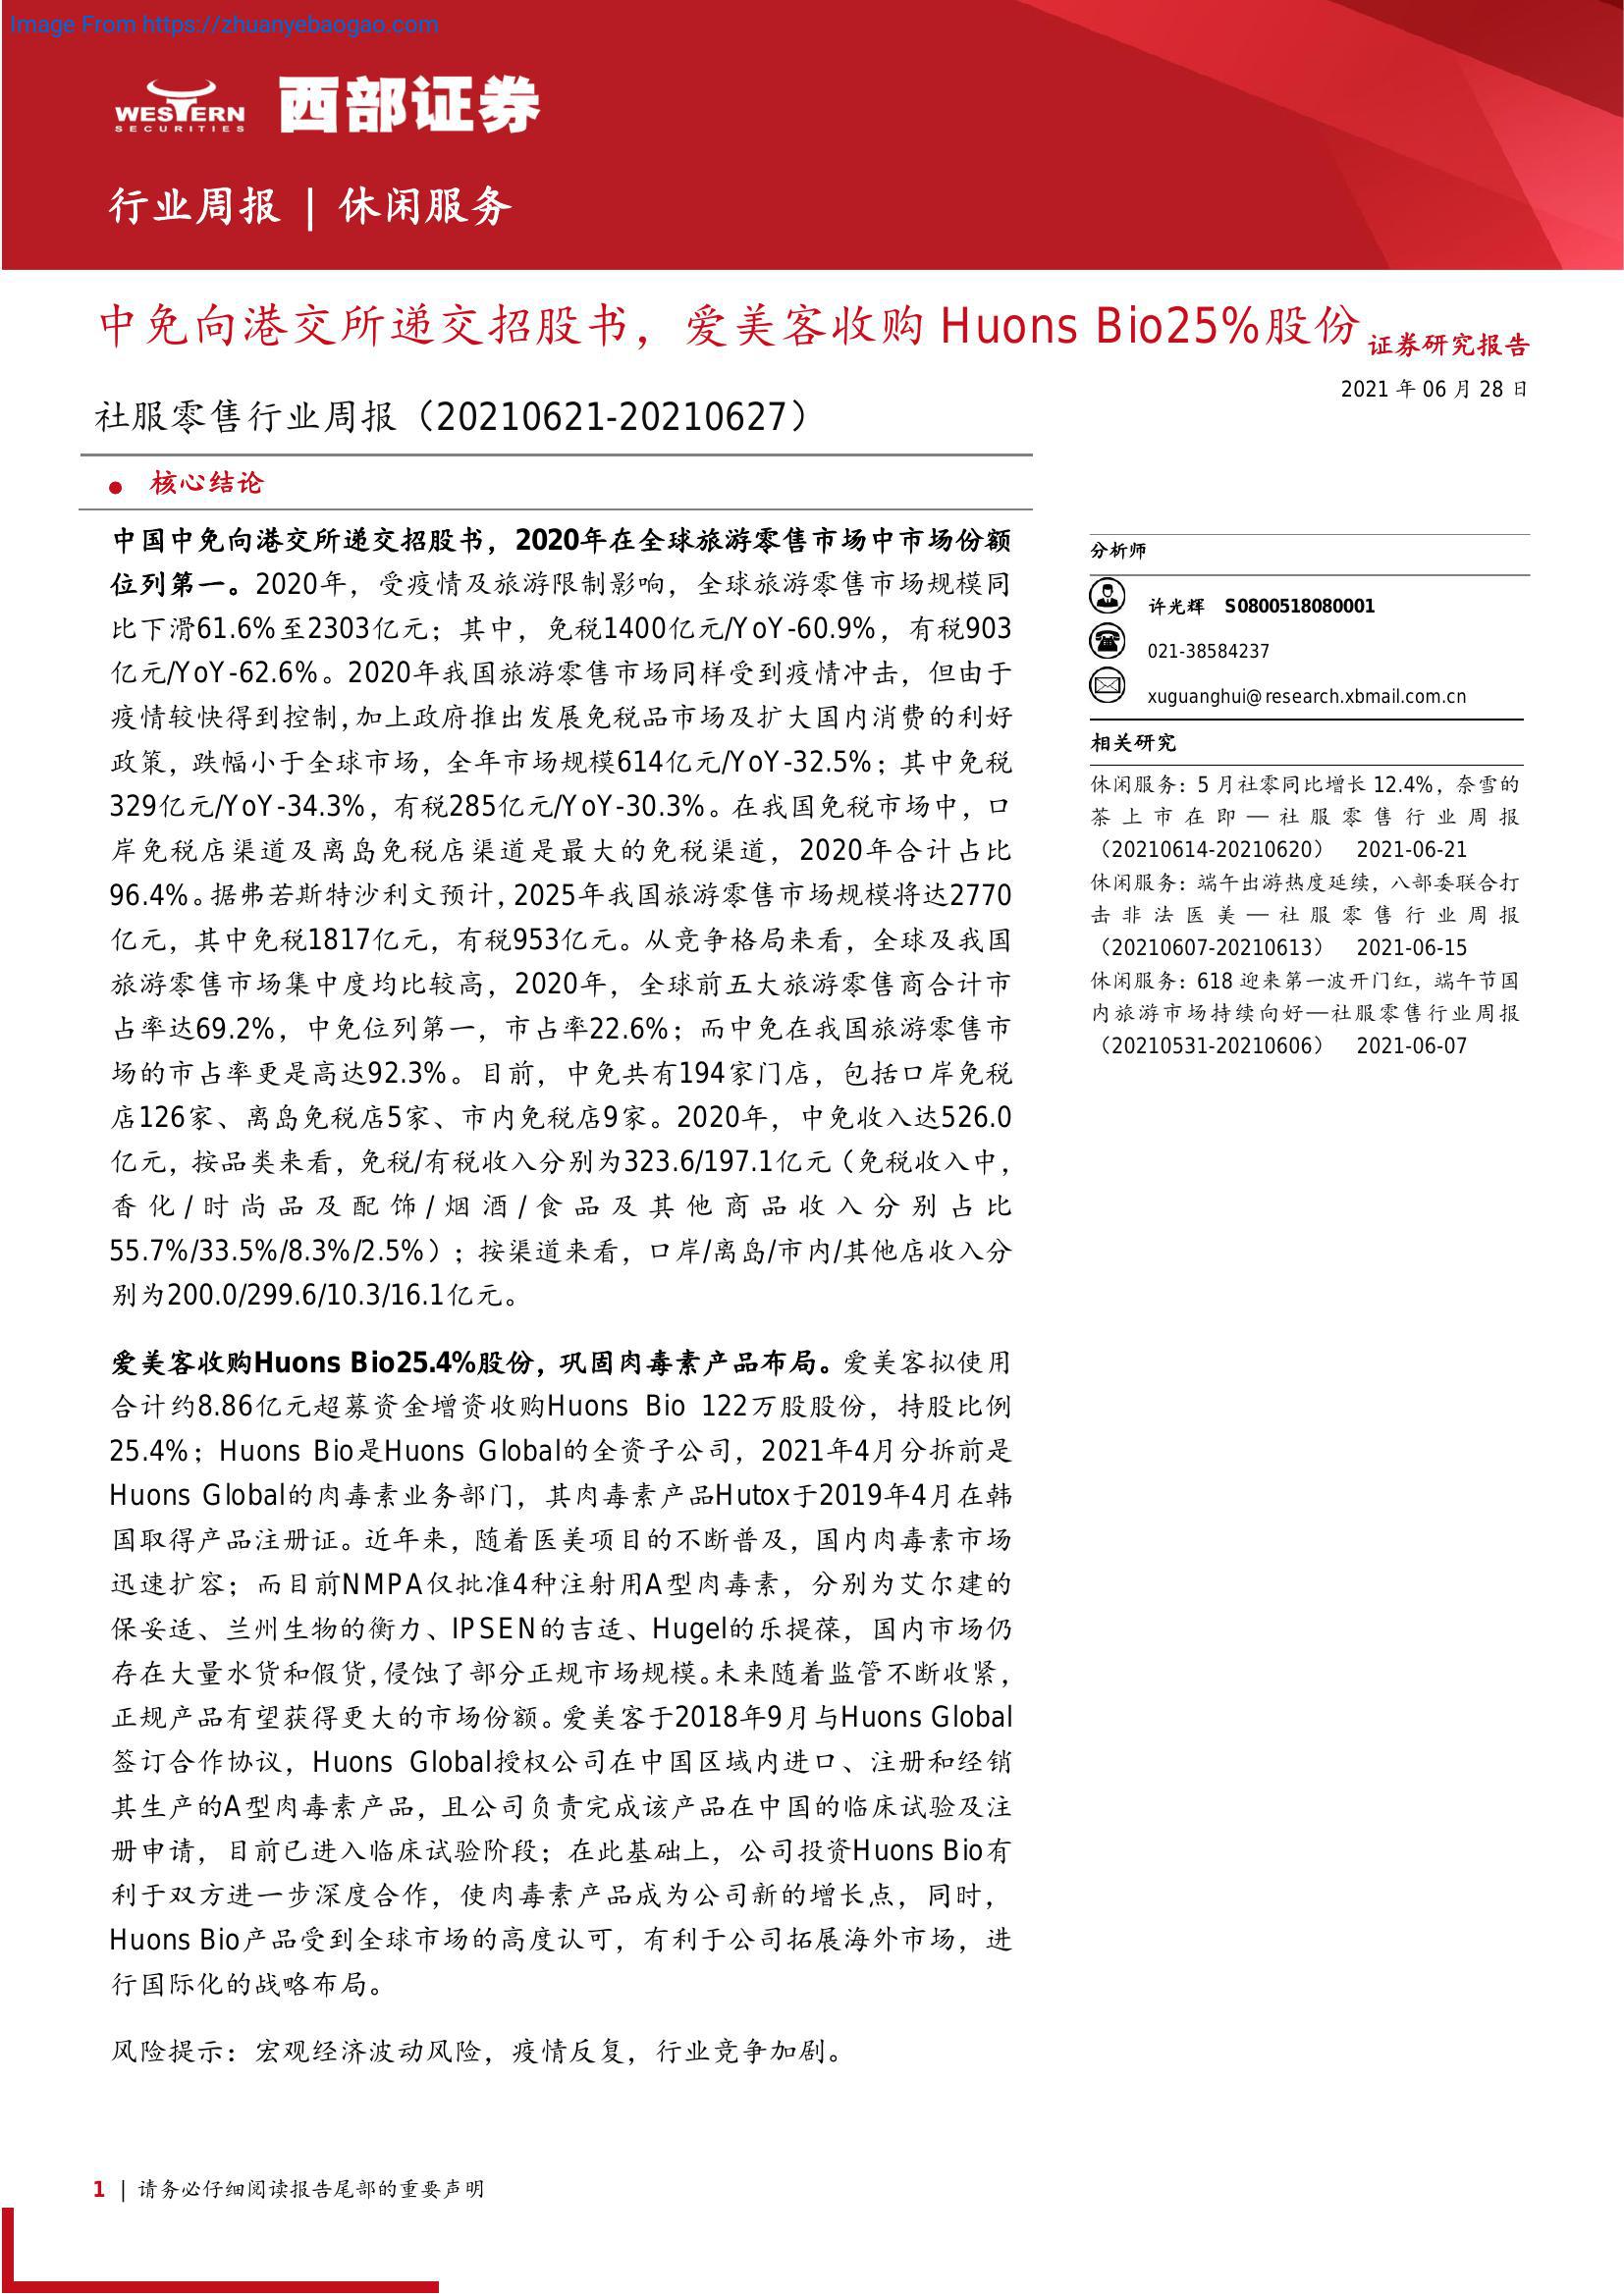 Image From https://zhuanyebaogao.com
WESTERN
SECURITIES
西部证券
行业周报 | 休闲服务
中免向港交所递交招股书，爱美客收购 Huons Bio25%股份
证券研究报告
2021 年 06 月 28 日
社服零售行业周报（20210621-20210627）
● 核心结论
中国中免向港交所递交招股书，2020年在全球旅游零售市场中市场份额
位列第一。2020年，受疫情及旅游限制影响，全球旅游零售市场规模同
比下滑61.6%至2303亿元；其中，免税1400亿元/YoY-60.9%，有税903
亿元/YoY-62.6%。2020年我国旅游零售市场同样受到疫情冲击，但由于
疫情较快得到控制，加上政府推出发展免税品市场及扩大国内消费的利好
政策，跌幅小于全球市场，全年市场规模614亿元/YoY-32.5%；其中免税
329亿元/YoY-34.3%，有税285亿元/YoY-30.3%。在我国免税市场中，口
岸免税店渠道及离岛免税店渠道是最大的免税渠道，2020年合计占比
96.4%。据弗若斯特沙利文预计，2025年我国旅游零售市场规模将达2770
亿元，其中免税1817亿元，有税953亿元。从竞争格局来看，全球及我国
旅游零售市场集中度均比较高，2020年，全球前五大旅游零售商合计市
占率达69.2%，中免位列第一，市占率22.6%；而中免在我国旅游零售市
场的市占率更是高达92.3%。目前，中免共有194家门店，包括口岸免税
店126家、离岛免税店5家、市内免税店9家。2020年，中免收入达526.0
亿元，按品类来看，免税/有税收入分别为323.6/197.1亿元（免税收入中，
香化/时尚品及配饰/烟酒/食品及其他商品收入分别占比
55.7%/33.5%/8.3%/2.5%）；按渠道来看，口岸/离岛/市内/其他店收入分
别为200.0/299.6/10.3/16.1亿元。
爱美客收购Huons Bio25.4%股份，巩固肉毒素产品布局。爱美客拟使用
合计约8.86亿元超募资金增资收购Huons Bio 122万股股份，持股比例
25.4%；Huons Bio是Huons Global的全资子公司，2021年4月分拆前是
Huons Global的肉毒素业务部门，其肉毒素产品Hutox于2019年4月在韩
国取得产品注册证。近年来，随着医美项目的不断普及，国内肉毒素市场
迅速扩容；而目前NMPA仅批准4种注射用A型肉毒素，分别为艾尔建的
保妥适、兰州生物的衡力、IPSEN的吉适、Hugel的乐提葆，国内市场仍
存在大量水货和假货，侵蚀了部分正规市场规模。未来随着监管不断收紧，
正规产品有望获得更大的市场份额。爱美客于2018年9月与Huons Global
签订合作协议，Huons Global授权公司在中国区域内进口、注册和经销
其生产的A型肉毒素产品，且公司负责完成该产品在中国的临床试验及注
册申请，目前已进入临床试验阶段；在此基础上，公司投资Huons Bio有
利于双方进一步深度合作，使肉毒素产品成为公司新的增长点，同时，
Huons Bio产品受到全球市场的高度认可，有利于公司拓展海外市场，进
行国际化的战略布局。
风险提示：宏观经济波动风险，疫情反复，行业竞争加剧。
分析师
许光辉 S0800518080001
021-38584237
xuguanghui@research.xbmail.com.cn
相关研究
休闲服务：5 月社零同比增长 12.4%，奈雪的
茶上市在即—社服零售行业周报
（20210614-20210620） 2021-06-21
休闲服务：端午出游热度延续，八部委联合打
击非法医美—社服零售行业周报
（20210607-20210613） 2021-06-15
休闲服务：618 迎来第一波开门红，端午节国
内旅游市场持续向好—社服零售行业周报
（20210531-20210606） 2021-06-07
1 | 请务必仔细阅读报告尾部的重要声明